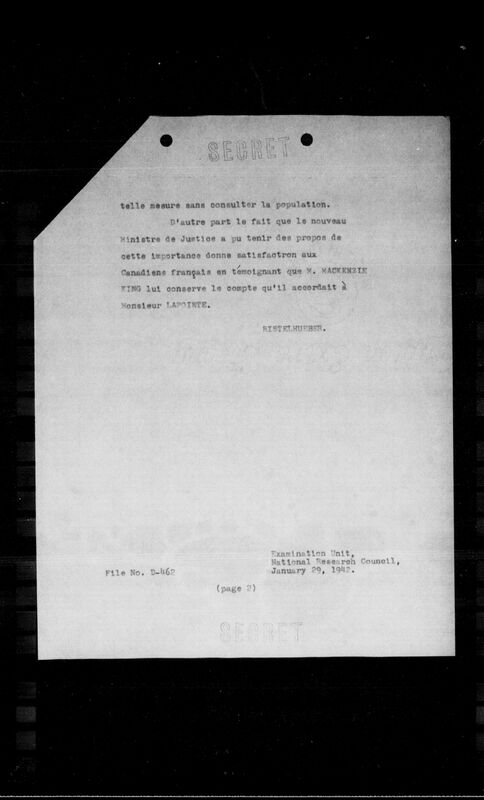 SECRET
telle mesure sans consulter la population.
D'autre part le fait que le nouveau
Ministre de Justice a pu tenir des propos de
cette importance donne satisfactron aux
Canadiens français en témoignant que M. MACKENZIE
KING lui conserve le compte qu'il accordait à
Monsieur LAPOINTE.
RISTELHUEBER.
Examination Unit,
National Research Council,
January 29, 1942.
File No. D-462
(page 2)
SECRET